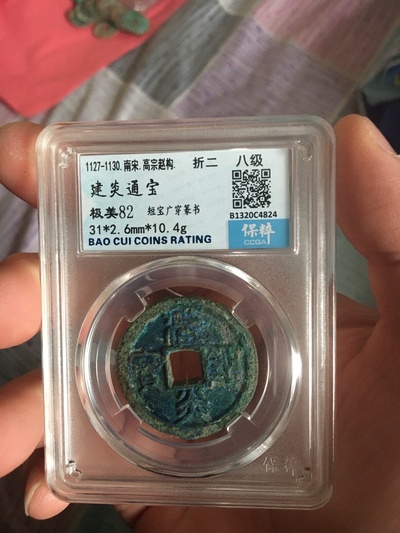 1127-1130.南宋.高宗赵构. 折二 八级
建炎通宝
极美82 短宝广穿篆书
31*2.6mm*10.4g
BAO CUI COINS RATING
B1320C4824
保粹
CCGA
保粹